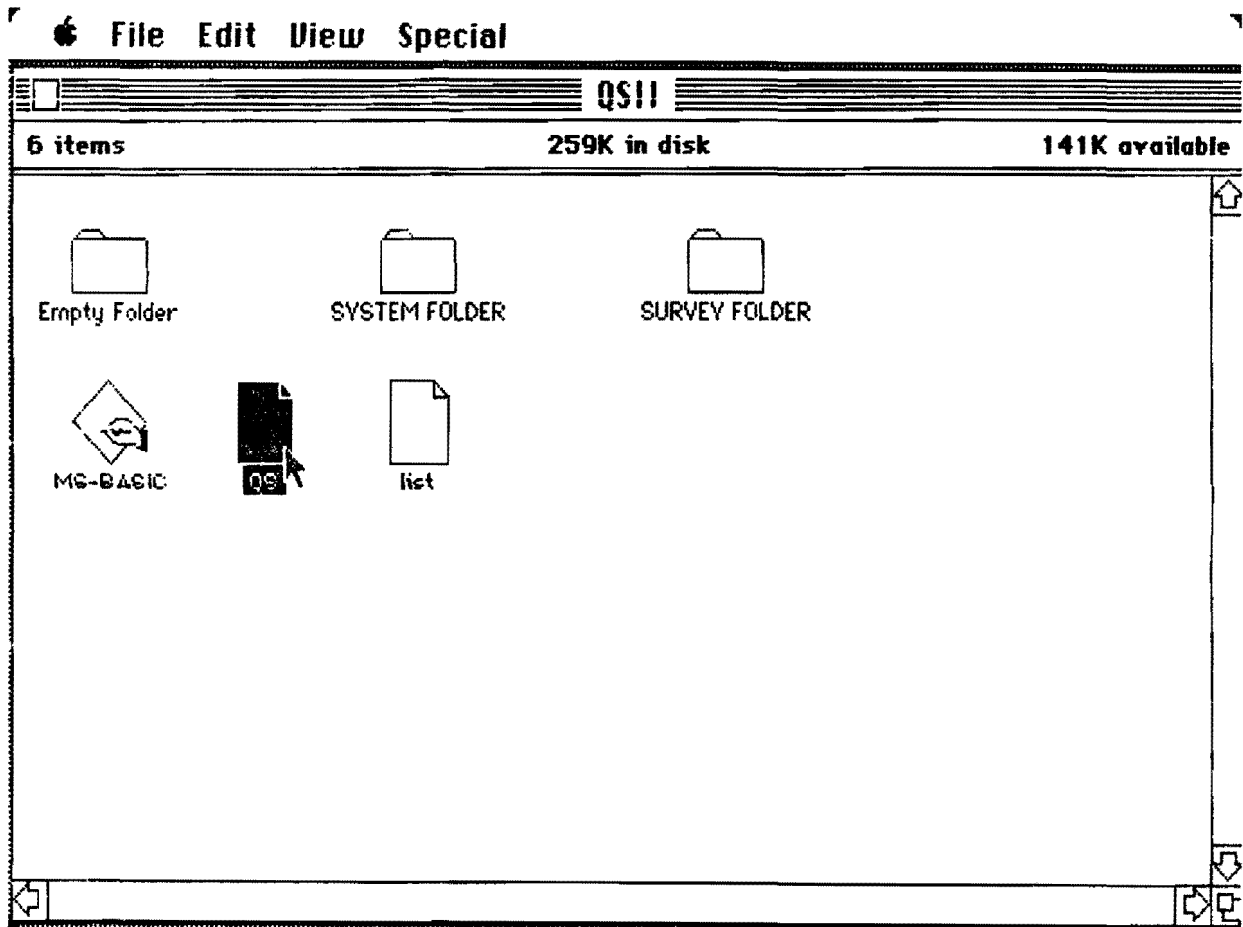 File Edit View Special
QS!!
6 items 259K in disk 141K available
Empty Folder SYSTEM FOLDER SURVEY FOLDER
MS-BASIC QS list